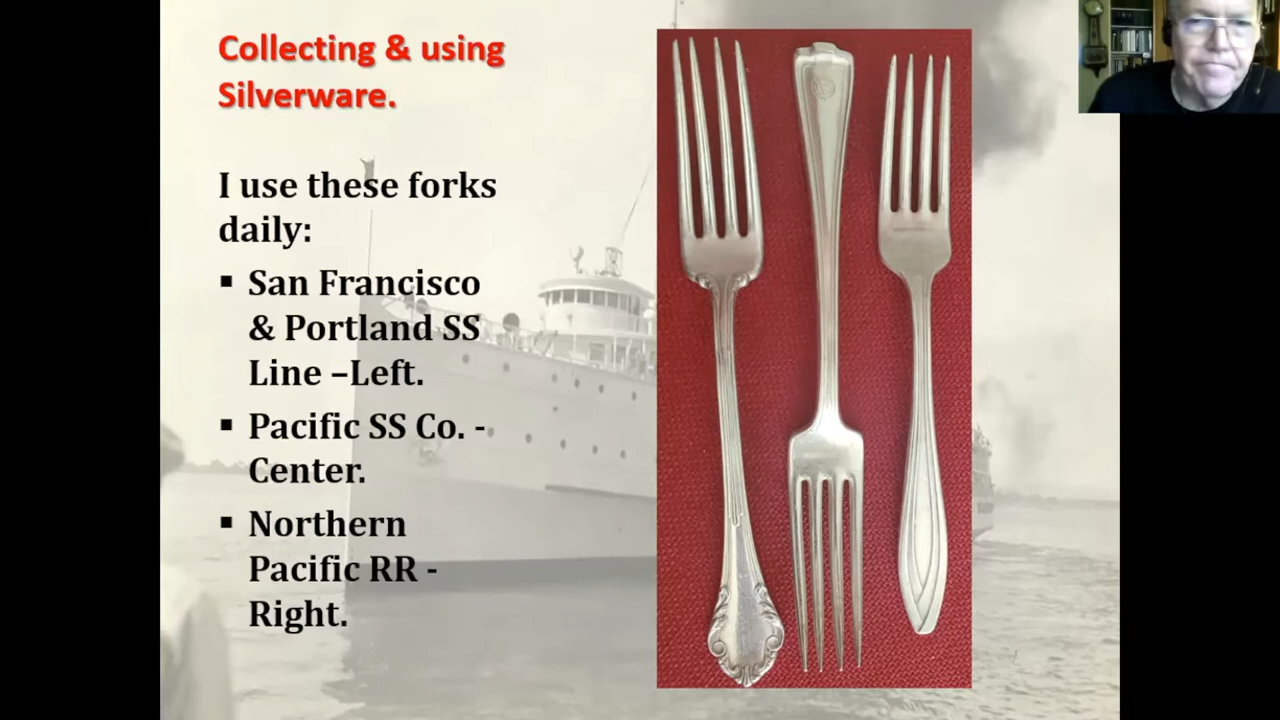 Collecting & using
Silverware.
I use these forks
daily:
▪ San Francisco
& Portland SS
Line –Left.
▪ Pacific SS Co. -
Center.
▪ Northern
Pacific RR -
Right.